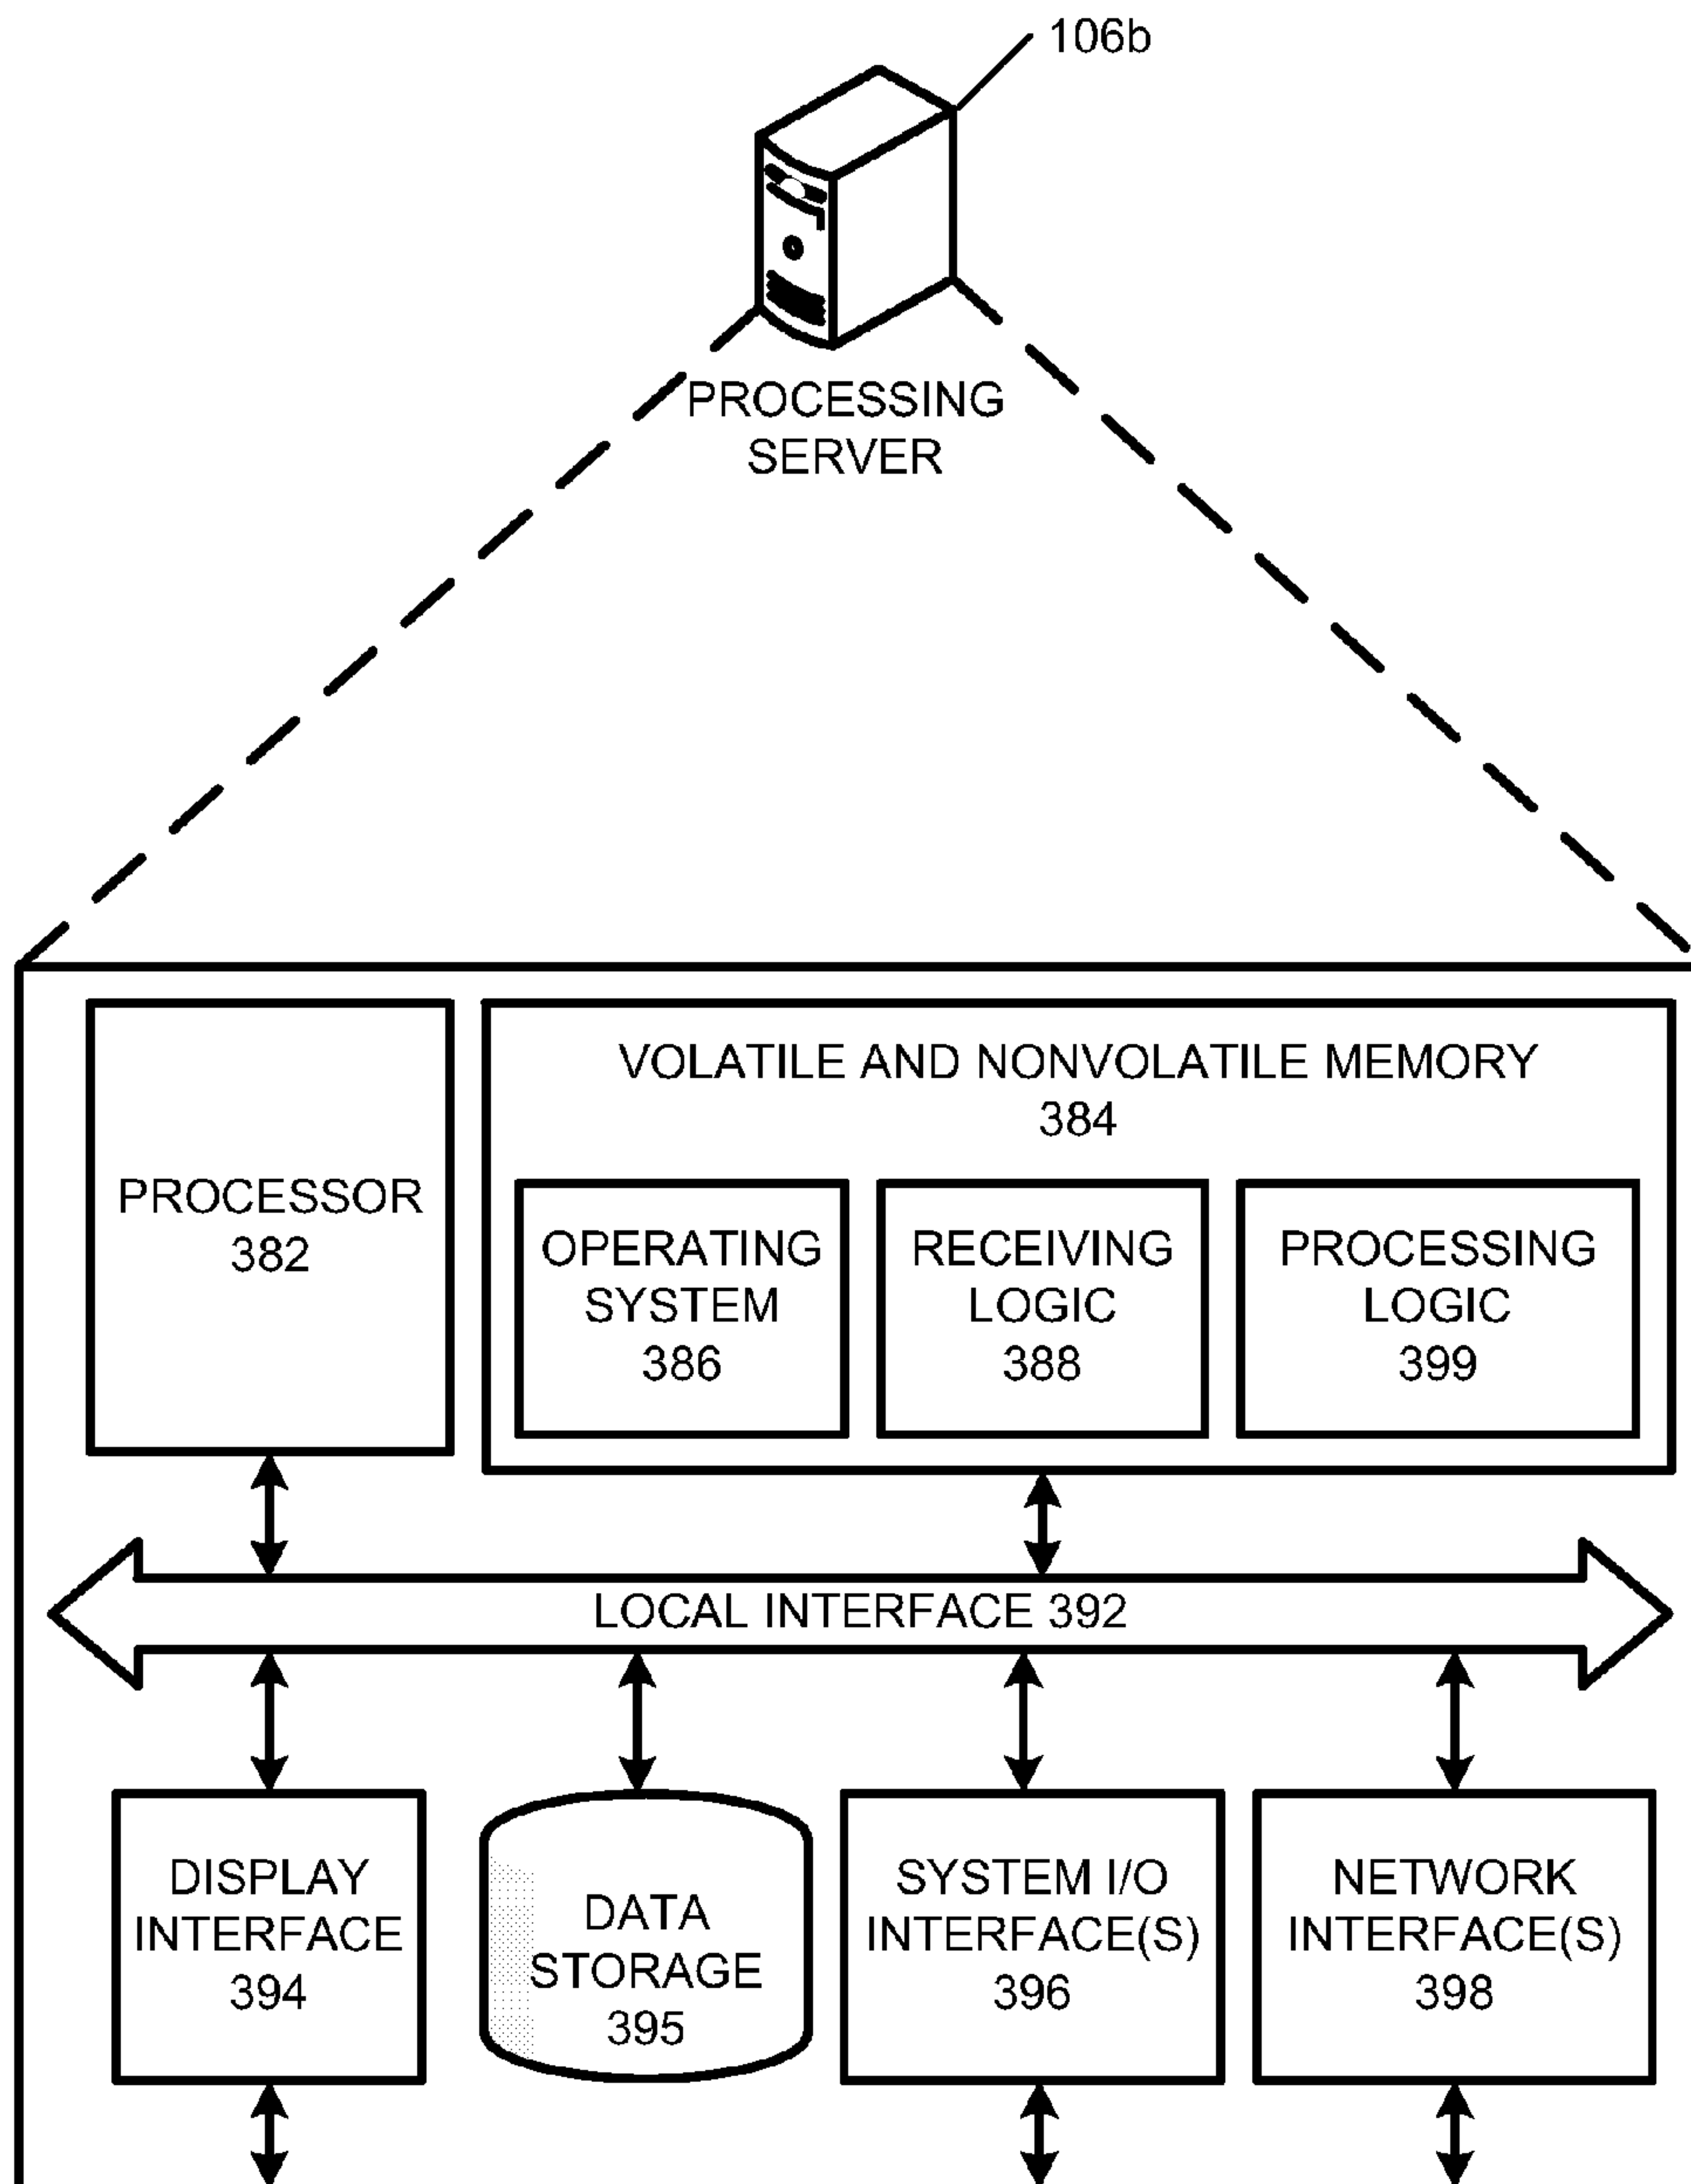 106b
PROCESSING
SERVER
VOLATILE AND NONVOLATILE MEMORY
384
PROCESSOR
382
OPERATING
SYSTEM
386
RECEIVING
LOGIC
388
PROCESSING
LOGIC
399
LOCAL INTERFACE 392
DISPLAY
INTERFACE
394
DATA
STORAGE
395
SYSTEM I/O
INTERFACE(S)
396
NETWORK
INTERFACE(S)
398